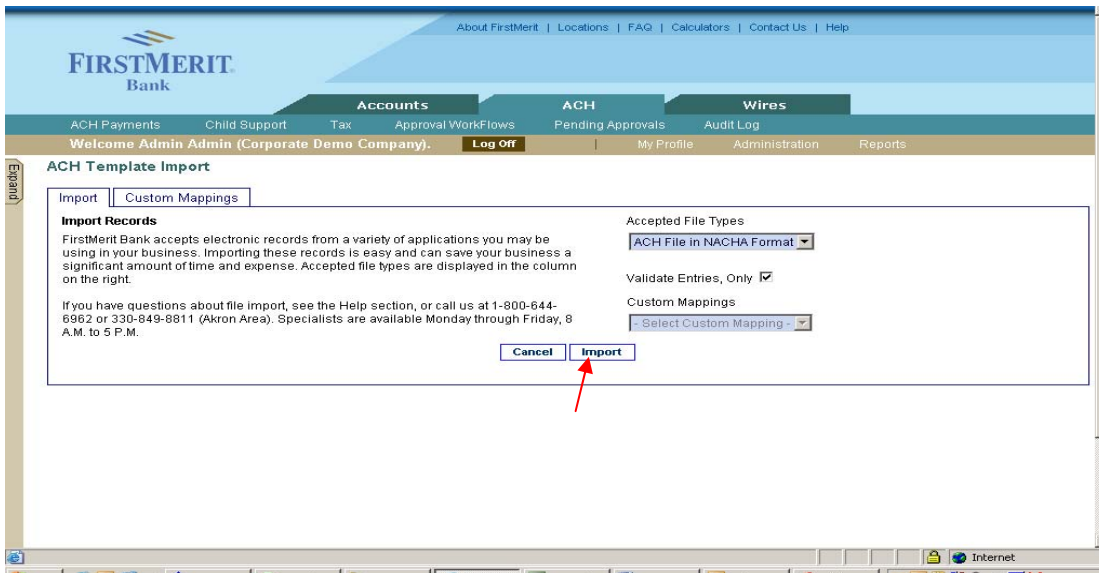 About FirstMerit | Locations | FAQ | Calculators | Contact Us | Help
FIRSTMERIT
Bank
Accounts ACH Wires
ACH Payments Child Support Tax Approval WorkFlows Pending Approvals Audit Log
Welcome Admin Admin (Corporate Demo Company). Log Off | My Profile Administration Reports
Expand
ACH Template Import
Import Custom Mappings
Import Records
FirstMerit Bank accepts electronic records from a variety of applications you may be
using in your business. Importing these records is easy and can save your business a
significant amount of time and expense. Accepted file types are displayed in the column
on the right.
If you have questions about file import, see the Help section, or call us at 1-800-644-
6962 or 330-849-8811 (Akron Area). Specialists are available Monday through Friday, 8
A.M. to 5 P.M.
Accepted File Types
ACH File in NACHA Format
Validate Entries, Only
Custom Mappings
- Select Custom Mapping -
Cancel Import
Internet